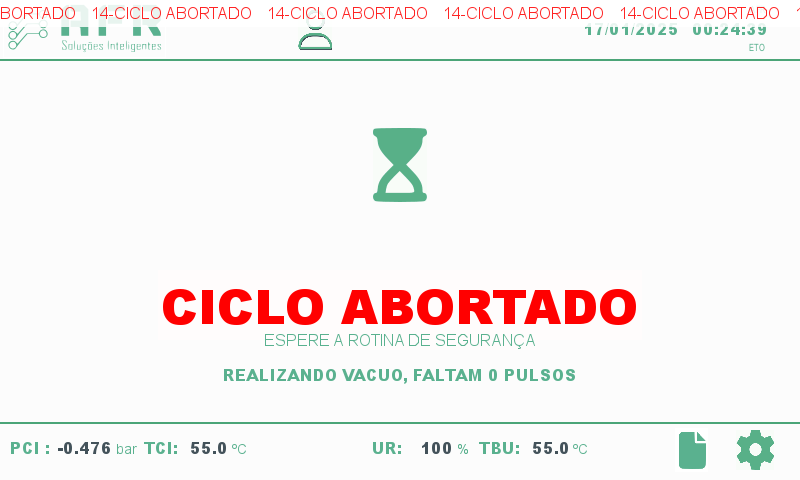 BORTADO 14-CICLO ABORTADO 14-CICLO ABORTADO 14-CICLO ABORTADO 14-CICLO ABORTADO
Soluções Inteligentes
17/01/2025 00:24:39
ETO
CICLO ABORTADO
ESPERE A ROTINA DE SEGURANÇA
REALIZANDO VACUO, FALTAM 0 PULSOS
PCI : -0.476 bar TCI: 55.0 ºC UR: 100 % TBU: 55.0 ºC